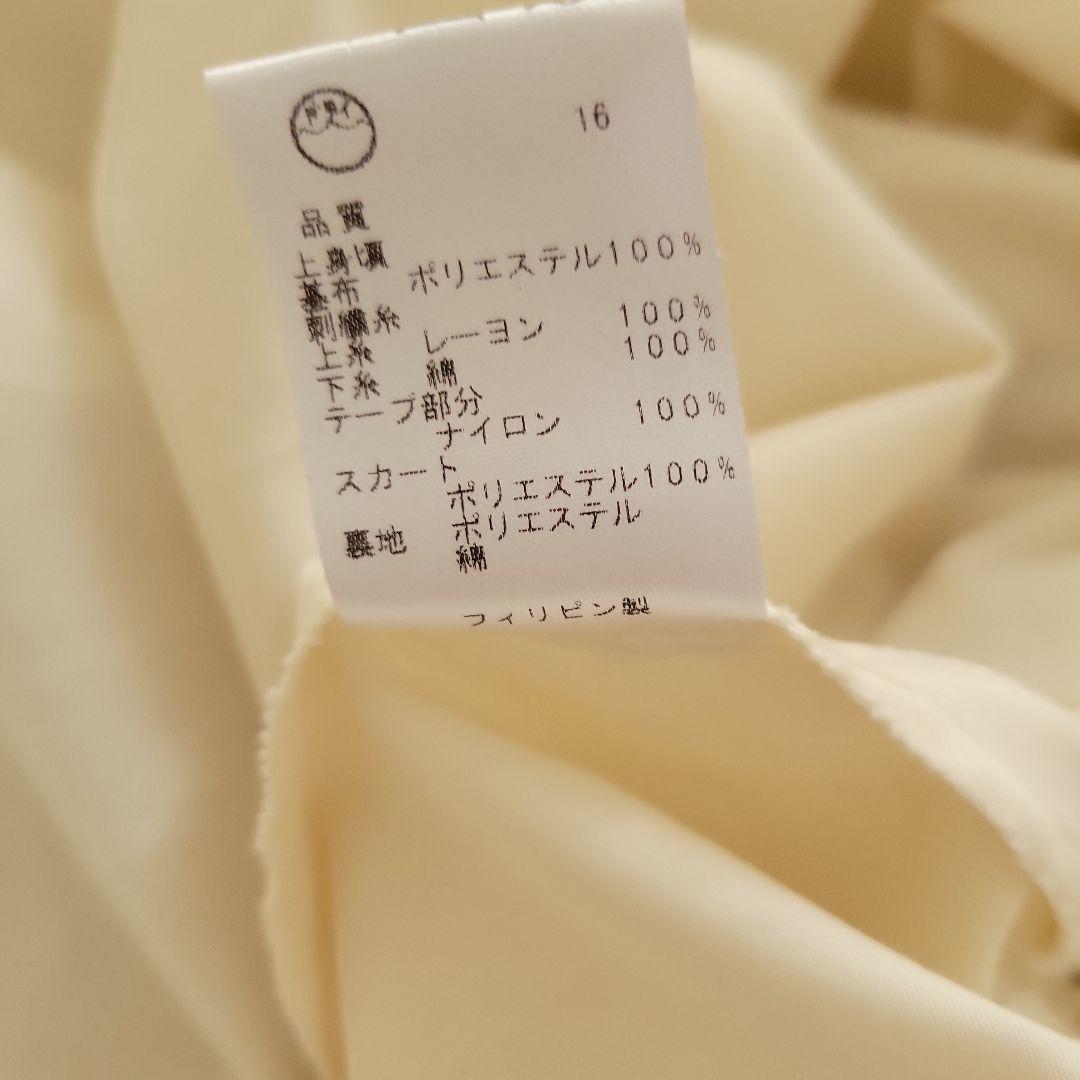 ドライ
16
品質
上身頃
基布 ポリエステル100%
刺繍糸
上糸 レーヨン 100%
下糸 綿 100%
テープ部分
ナイロン 100%
スカート
ポリエステル100%
裏地 ポリエステル
綿
フィリピン製